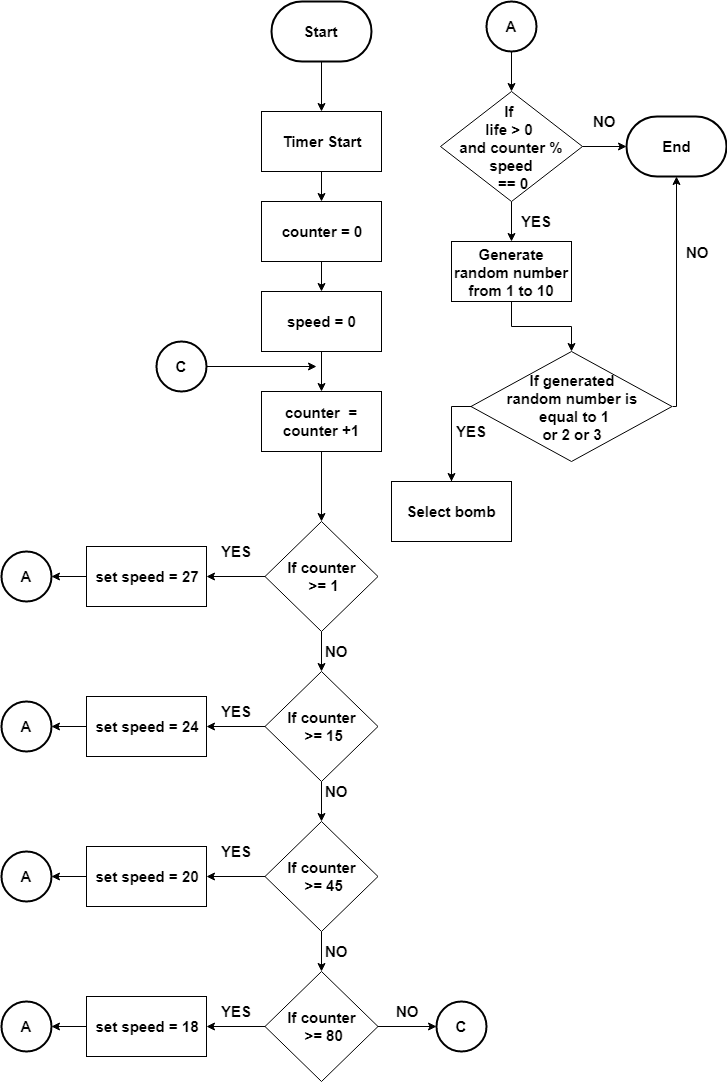 Start
Timer Start
counter = 0
speed = 0
C
counter =
counter +1
If counter
>= 1
YES
set speed = 27
A
NO
If counter
>= 15
YES
set speed = 24
A
NO
If counter
>= 45
YES
set speed = 20
A
NO
If counter
>= 80
YES
set speed = 18
A
NO
C
A
If
life > 0
and counter %
speed
== 0
NO
End
YES
Generate
random number
from 1 to 10
If generated
random number is
equal to 1
or 2 or 3
NO
YES
Select bomb